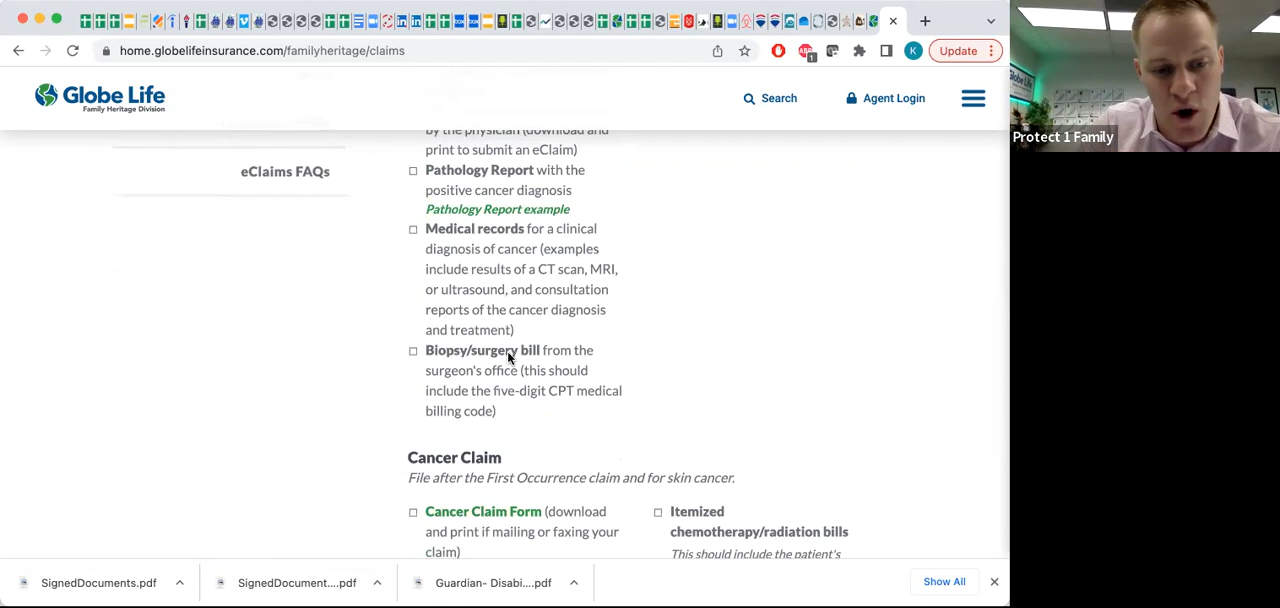 home.globelifeinsurance.com/familyheritage/claims
1
K
Update
Globe Life
Family Heritage Division
Search
Agent Login
by the physician (download and
print to submit an eClaim)
eClaims FAQs
Pathology Report with the
positive cancer diagnosis
Pathology Report example
Medical records for a clinical
diagnosis of cancer (examples
include results of a CT scan, MRI,
or ultrasound, and consultation
reports of the cancer diagnosis
and treatment)
Biopsy/surgery bill from the
surgeon's office (this should
include the five-digit CPT medical
billing code)
Cancer Claim
File after the First Occurrence claim and for skin cancer.
Cancer Claim Form (download
and print if mailing or faxing your
claim)
Itemized
chemotherapy/radiation bills
This should include the patient's
SignedDocuments.pdf
SignedDocument....pdf
Guardian- Disabi....pdf
Show All
Globe Life
Protect 1 Family